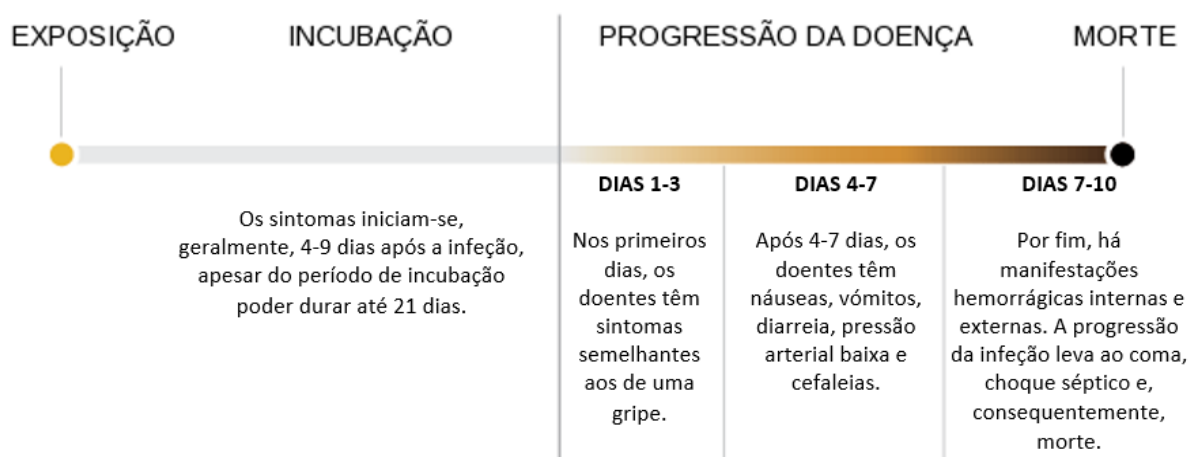 EXPOSIÇÃO
INCUBAÇÃO
PROGRESSÃO DA DOENÇA
MORTE
Os sintomas iniciam-se,
geralmente, 4-9 dias após a infeção,
apesar do período de incubação
poder durar até 21 dias.
DIAS 1-3
Nos primeiros
dias, os
doentes têm
sintomas
semelhantes
aos de uma
gripe.
DIAS 4-7
Após 4-7 dias, os
doentes têm
náuseas, vómitos,
diarreia, pressão
arterial baixa e
cefaleias.
DIAS 7-10
Por fim, há
manifestações
hemorrágicas internas e
externas. A progressão
da infeção leva ao coma,
choque séptico e,
consequentemente,
morte.